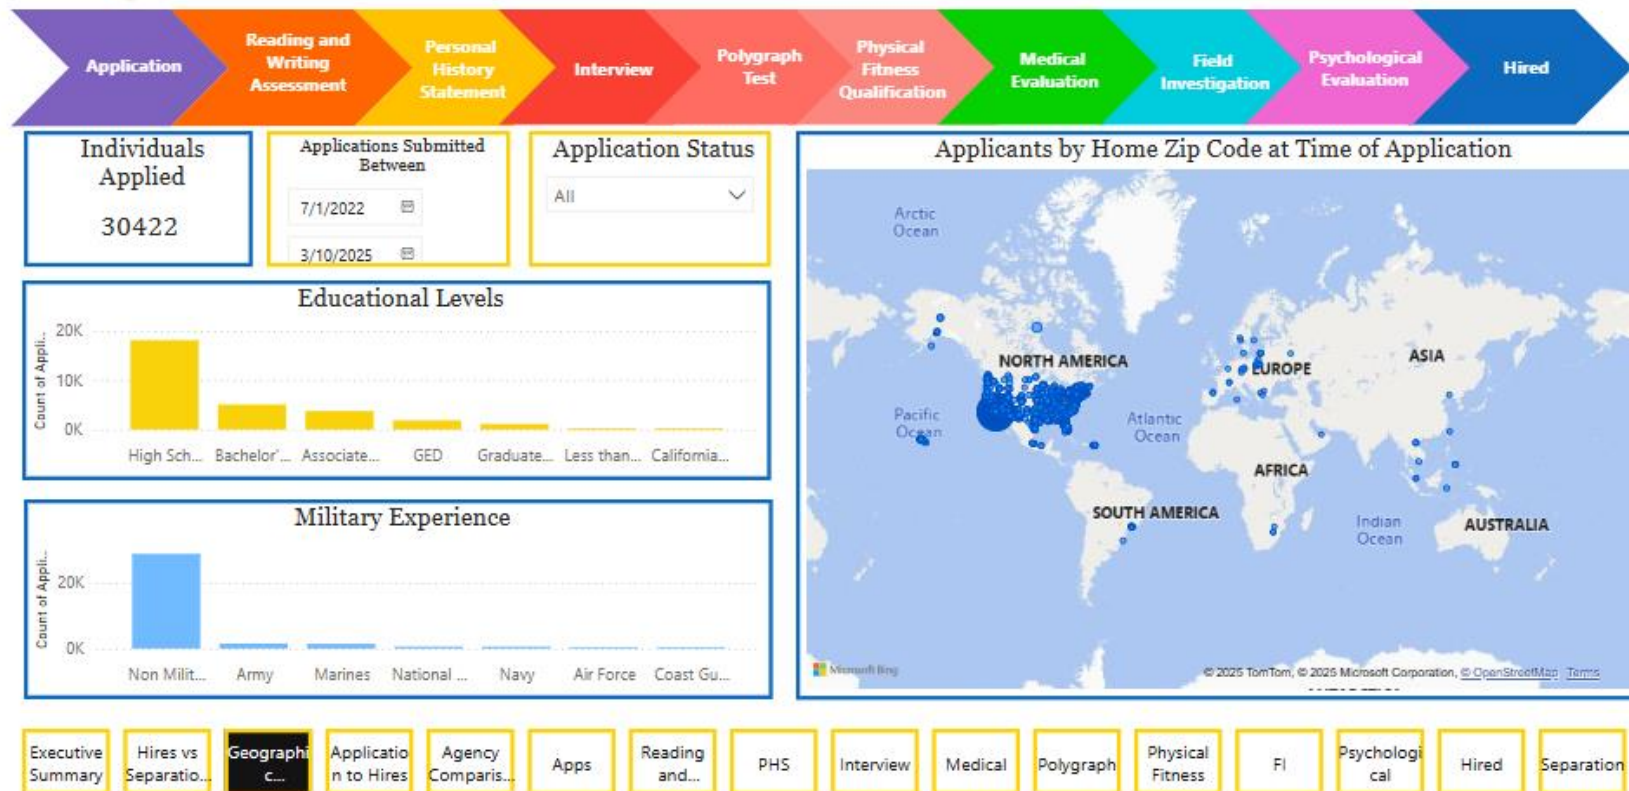 Application
Reading and
Writing
Assessment
Personal
History
Statement
Interview
Polygraph
Test
Physical
Fitness
Qualification
Medical
Evaluation
Field
Investigation
Psychological
Evaluation
Hired
Individuals
Applied
30422
Applications Submitted
Between
7/1/2022
3/10/2025
Application Status
All
Applicants by Home Zip Code at Time of Application
Arctic
Ocean
NORTH AMERICA
EUROPE
ASIA
Pacific
Ocean
Atlantic
Ocean
AFRICA
SOUTH AMERICA
Indian
Ocean
AUSTRALIA
Microsoft Bing
© 2025 TomTom, © 2025 Microsoft Corporation, © OpenStreetMap Terms
Educational Levels
Count of Appli..
20K
10K
0K
High Sch... Bachelor'... Associate... GED Graduate... Less than... California...
Military Experience
Count of Appli..
20K
0K
Non Milit... Army Marines National ... Navy Air Force Coast Gu...
Executive
Summary
Hires vs
Separatio...
Geographi
c...
Applicatio
n to Hires
Agency
Comparis...
Apps
Reading
and...
PHS
Interview
Medical
Polygraph
Physical
Fitness
FI
Psychologi
cal
Hired
Separation